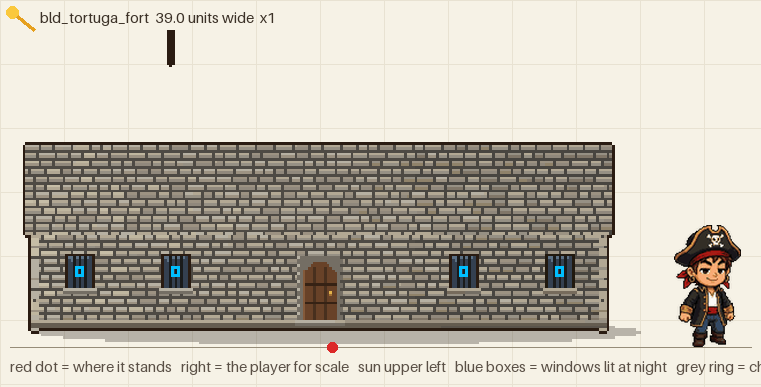 bld_tortuga_fort 39.0 units wide x1
red dot = where it stands right = the player for scale sun upper left blue boxes = windows lit at night grey ring = ch